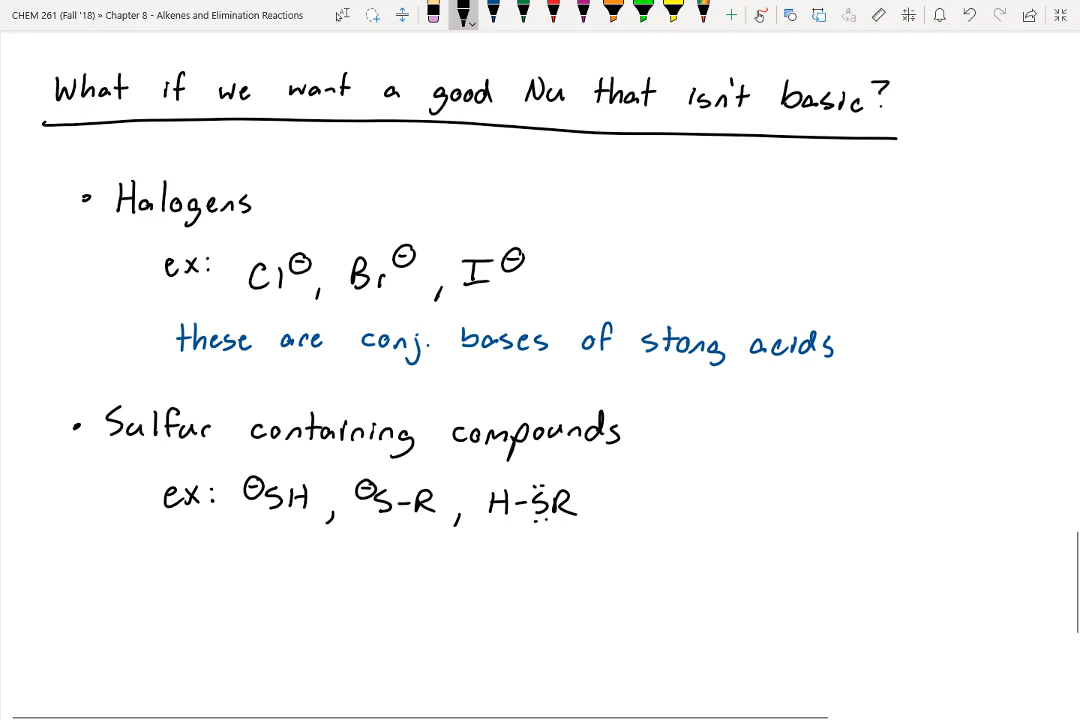 CHEM 261 (Fall '18) » Chapter 8 - Alkenes and Elimination Reactions
What if we want a good Nu that isn't basic?
• Halogens
ex: Cl⊖, Br⊖, I⊖
these are conj. bases of stong acids
• Sulfur containing compounds
ex: ⊖SH, ⊖S-R, H-S̤̈R